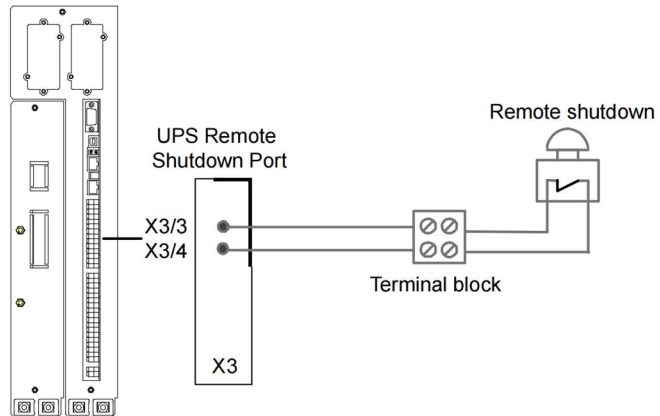 Remote shutdown
UPS Remote
Shutdown Port
X3/3
X3/4
Terminal block
X3